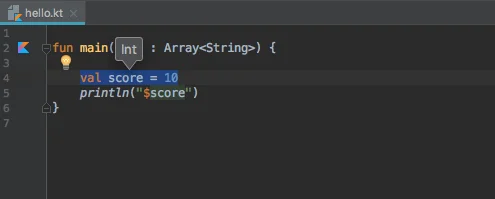 hello.kt
1
2 fun main( : Array<String>) {
Int
3
4 val score = 10
5 println("$score")
6 }
7